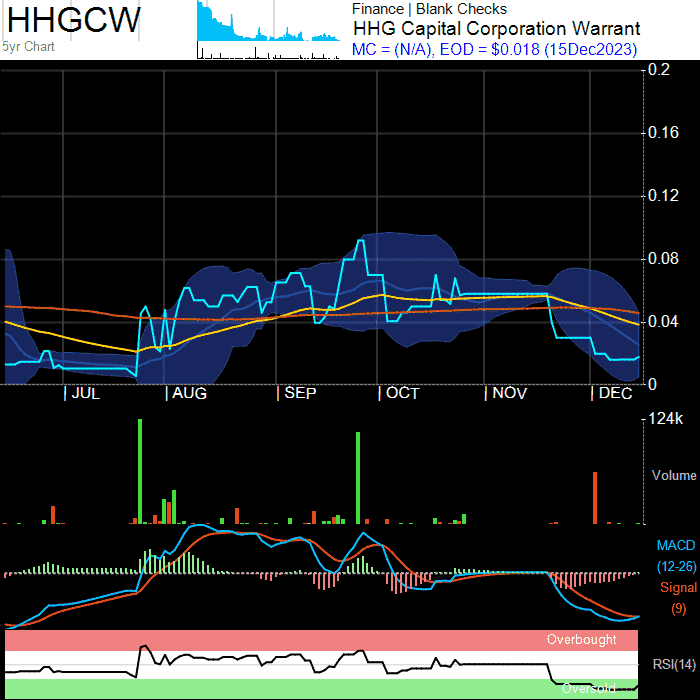 HHGCW
5yr Chart
Finance | Blank Checks
HHG Capital Corporation Warrant
MC = (N/A), EOD = $0.018 (15Dec2023)
0.2
0.16
0.12
0.08
0.04
0
| JUL
| AUG
| SEP
| OCT
| NOV
| DEC
124k
Volume
MACD
(12-26)
Signal
(9)
Overbought
RSI(14)
Oversold